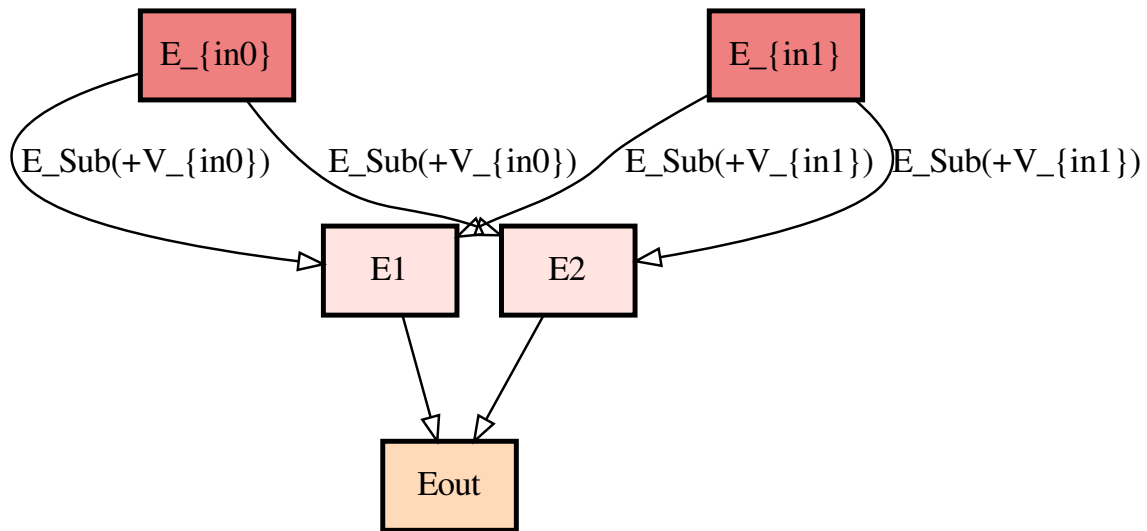 E_{in0}
E_{in1}
E_Sub(+V_{in0})
E_Sub(+V_{in0})
E_Sub(+V_{in1})
E_Sub(+V_{in1})
E1
E2
Eout